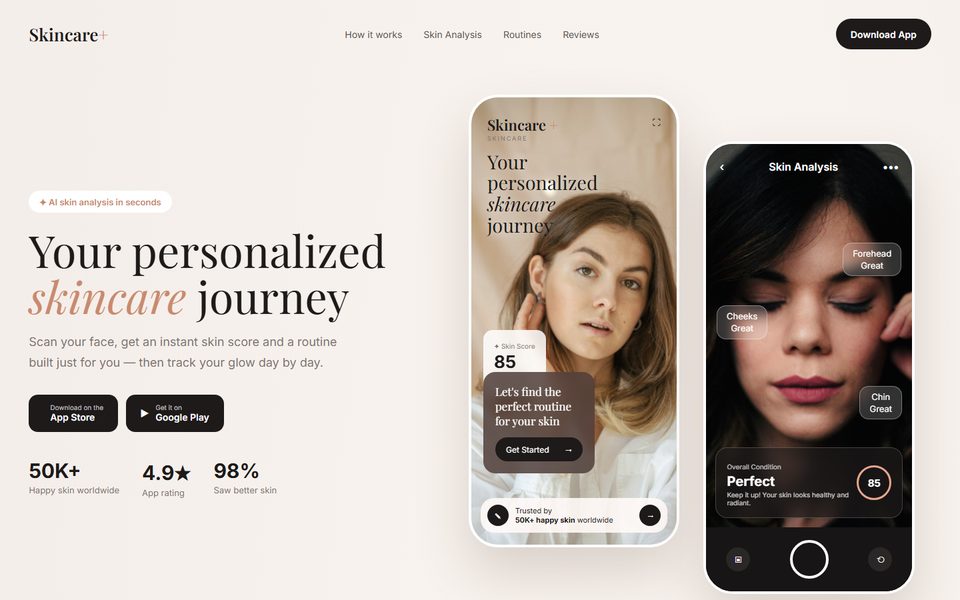 Skincare+
How it works
Skin Analysis
Routines
Reviews
Download App
✦ AI skin analysis in seconds
Your personalized
skincare journey
Scan your face, get an instant skin score and a routine
built just for you — then track your glow day by day.
Download on the
App Store
Get it on
Google Play
50K+
Happy skin worldwide
4.9★
App rating
98%
Saw better skin
Skincare +
SKINCARE
Your
personalized
skincare
journey
✦ Skin Score
85
Let's find the
perfect routine
for your skin
Get Started →
Trusted by
50K+ happy skin worldwide
→
Skin Analysis
Forehead
Great
Cheeks
Great
Chin
Great
Overall Condition
Perfect
Keep it up! Your skin looks healthy and
radiant.
85